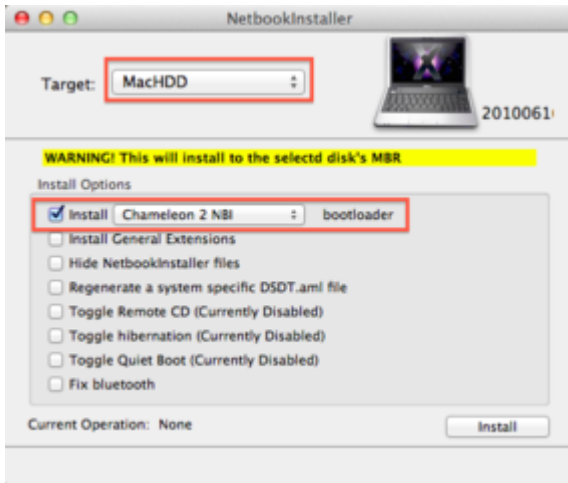 NetbookInstaller
Target: MacHDD
2010061
WARNING! This will install to the selectd disk's MBR
Install Options
Install Chameleon 2 NBI bootloader
Install General Extensions
Hide NetbookInstaller files
Regenerate a system specific DSDT.aml file
Toggle Remote CD (Currently Disabled)
Toggle hibernation (Currently Disabled)
Toggle Quiet Boot (Currently Disabled)
Fix bluetooth
Current Operation: None Install